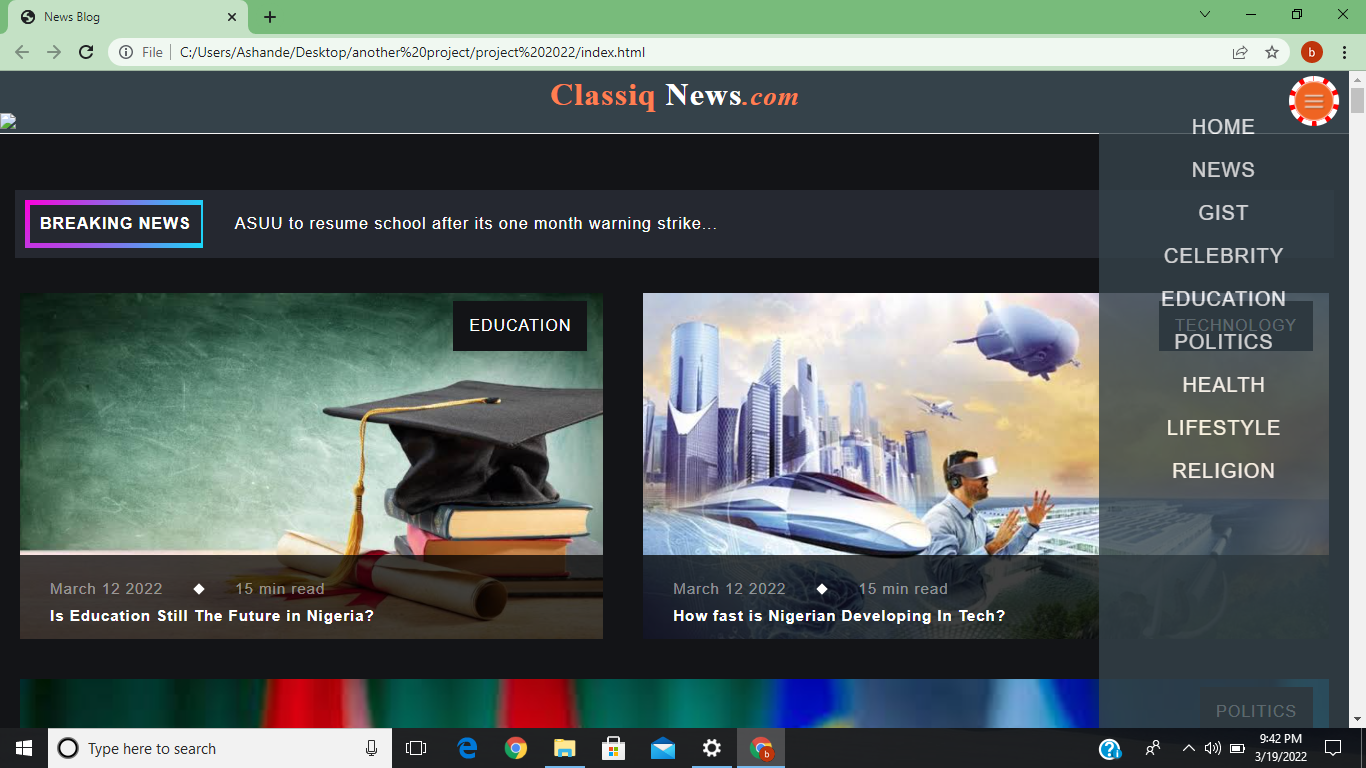 News Blog
File
C:/Users/Ashande/Desktop/another%20project/project%202022/index.html
b
Classiq News.com
HOME
NEWS
GIST
CELEBRITY
EDUCATION
POLITICS
HEALTH
LIFESTYLE
RELIGION
BREAKING NEWS
ASUU to resume school after its one month warning strike...
EDUCATION
March 12 2022 ◆ 15 min read
Is Education Still The Future in Nigeria?
TECHNOLOGY
March 12 2022 ◆ 15 min read
How fast is Nigerian Developing In Tech?
POLITICS
Type here to search
b
9:42 PM
3/19/2022